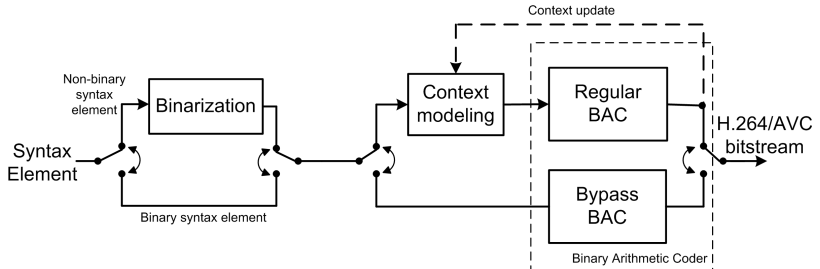 Context update
Non-binary
syntax
element
Binarization
Context
modeling
Regular
BAC
H.264/AVC
bitstream
Syntax
Element
Binary syntax element
Bypass
BAC
Binary Arithmetic Coder